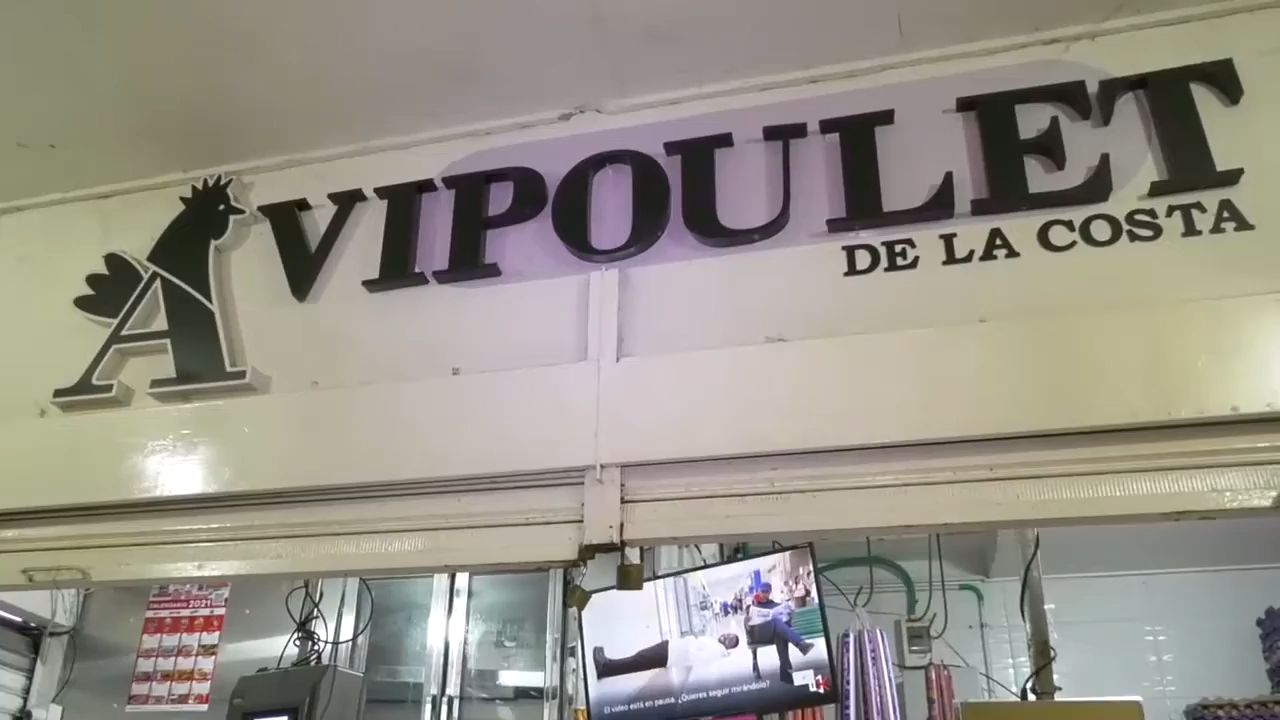 AVIPOULET
DE LA COSTA
CALENDARIO 2021
El video está en pausa. ¿Quieres seguir mirándolo?